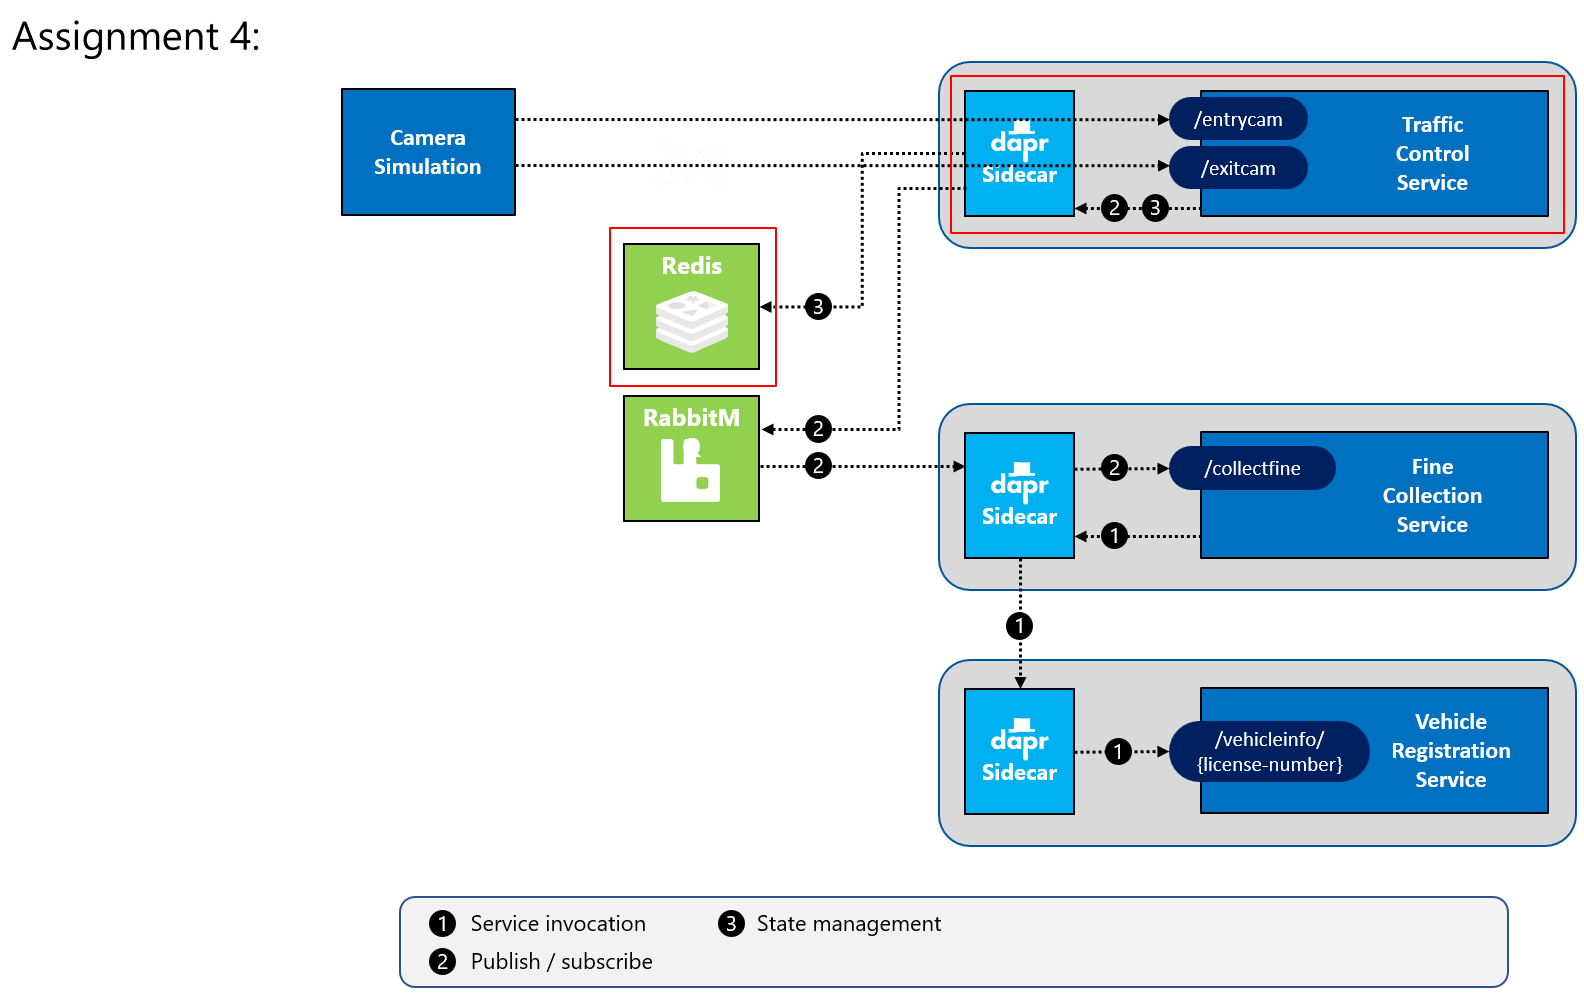 Assignment 4:
Camera
Simulation
dapr
Sidecar
/entrycam
/exitcam
Traffic
Control
Service
2
3
Redis
3
RabbitM
2
2
dapr
Sidecar
2
/collectfine
1
Fine
Collection
Service
1
dapr
Sidecar
1
/vehicleinfo/
{license-number}
Vehicle
Registration
Service
1 Service invocation
3 State management
2 Publish / subscribe